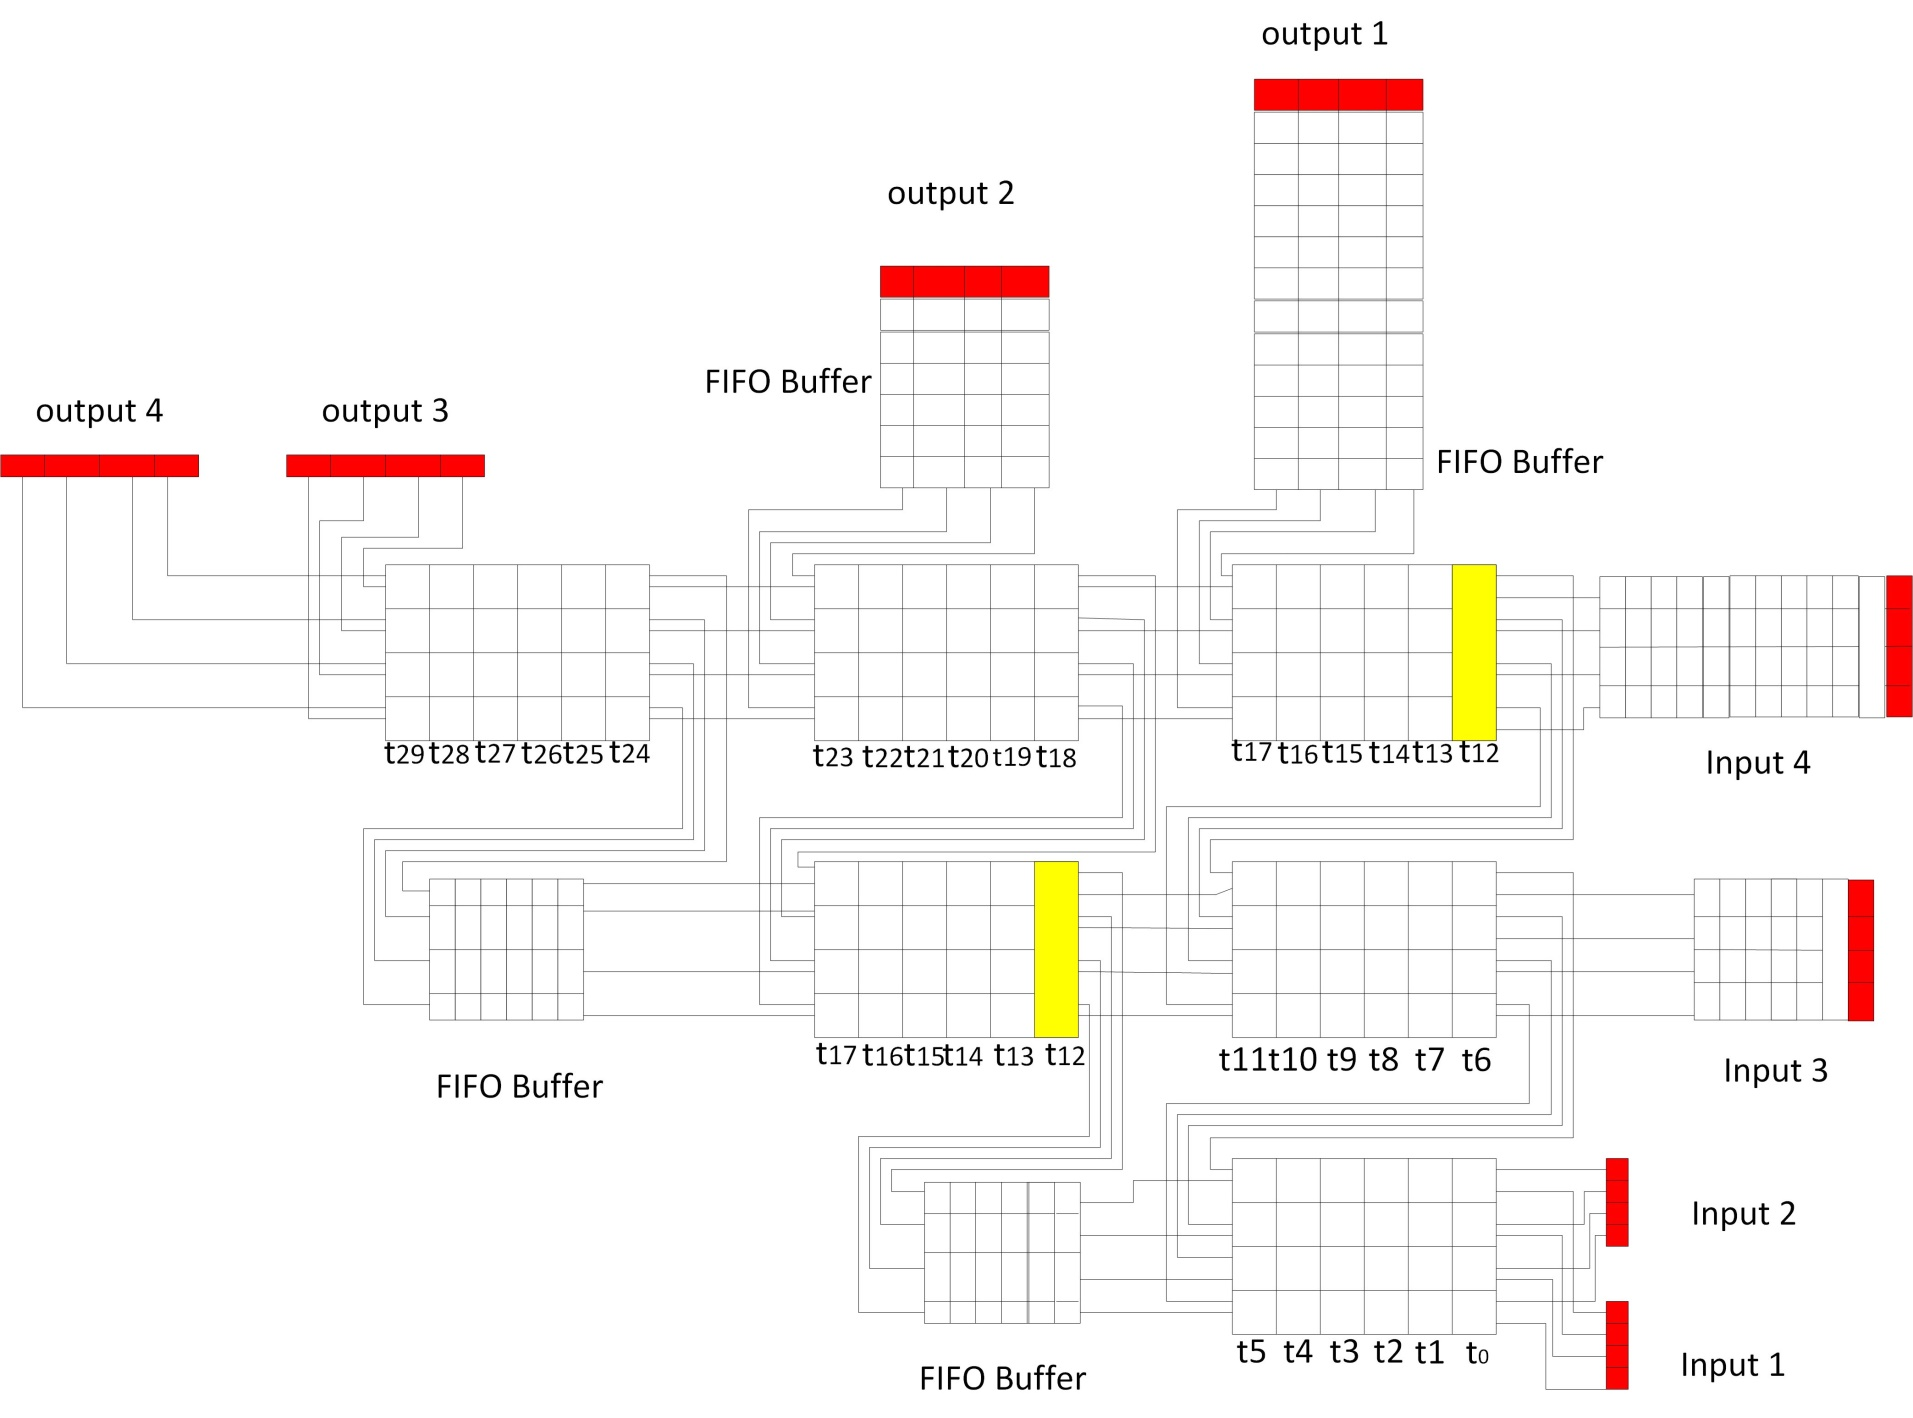 output 1
output 2
FIFO Buffer
output 4 output 3
FIFO Buffer
t29 t28 t27 t26 t25 t24 t23 t22 t21 t20 t19 t18 t17 t16 t15 t14 t13 t12
Input 4
t17 t16 t15 t14 t13 t12 t11 t10 t9 t8 t7 t6
Input 3
FIFO Buffer
Input 2
t5 t4 t3 t2 t1 t0
Input 1
FIFO Buffer